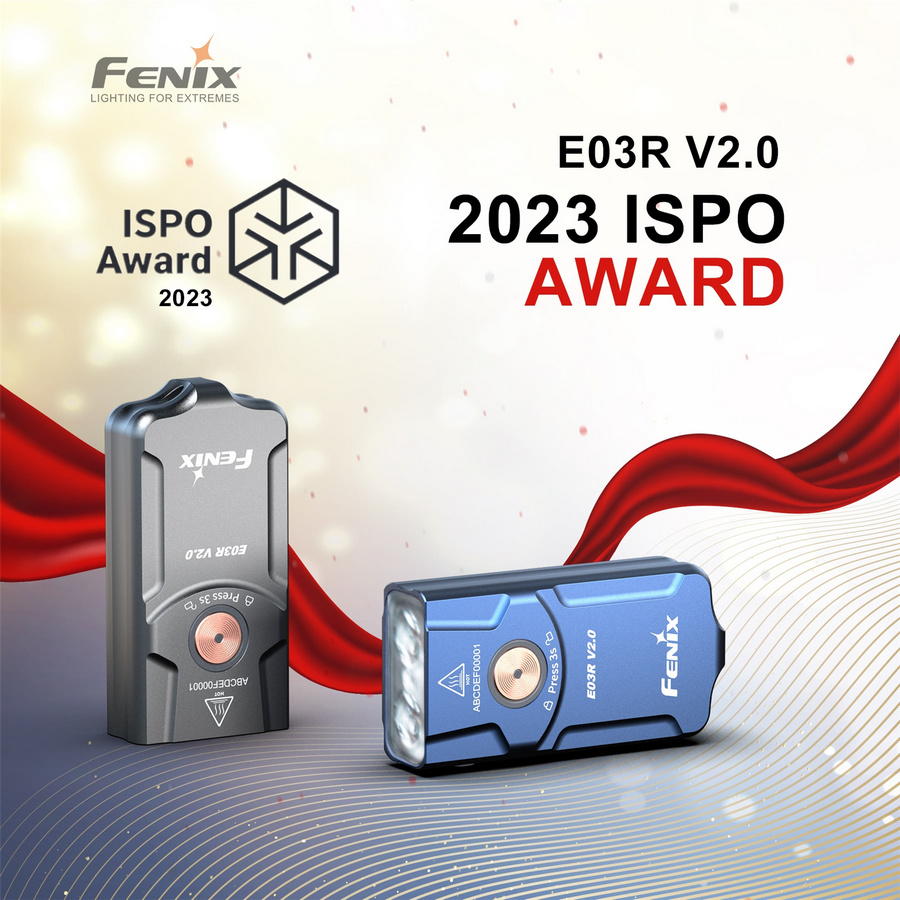 FENIX
LIGHTING FOR EXTREMES
E03R V2.0
2023 ISPO
AWARD
ISPO
Award
2023
FENIX
E03R V2.0
Press 3s
ABCDEF00001
HOT
HOT
ABCDEF00001
Press 3s
E03R V2.0
FENIX